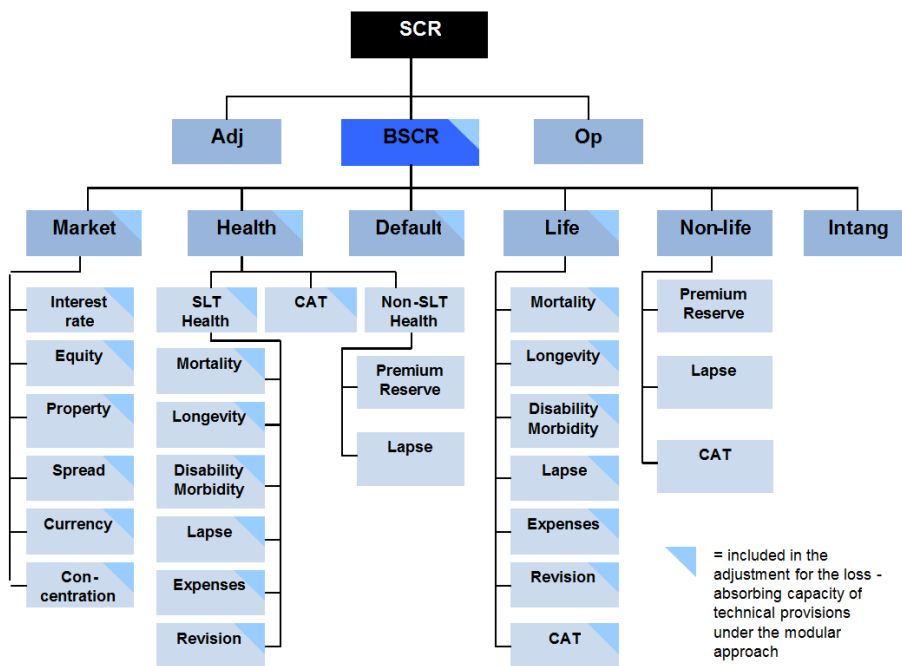 SCR
Adj
BSCR
Op
Market
Health
Default
Life
Non-life
Intang
Interest
rate
Equity
Property
Spread
Currency
Con-
centration
SLT
Health
CAT
Non-SLT
Health
Mortality
Longevity
Disability
Morbidity
Lapse
Expenses
Revision
Premium
Reserve
Lapse
Mortality
Longevity
Disability
Morbidity
Lapse
Expenses
Revision
CAT
Premium
Reserve
Lapse
CAT
= included in the
adjustment for the loss -
absorbing capacity of
technical provisions
under the modular
approach